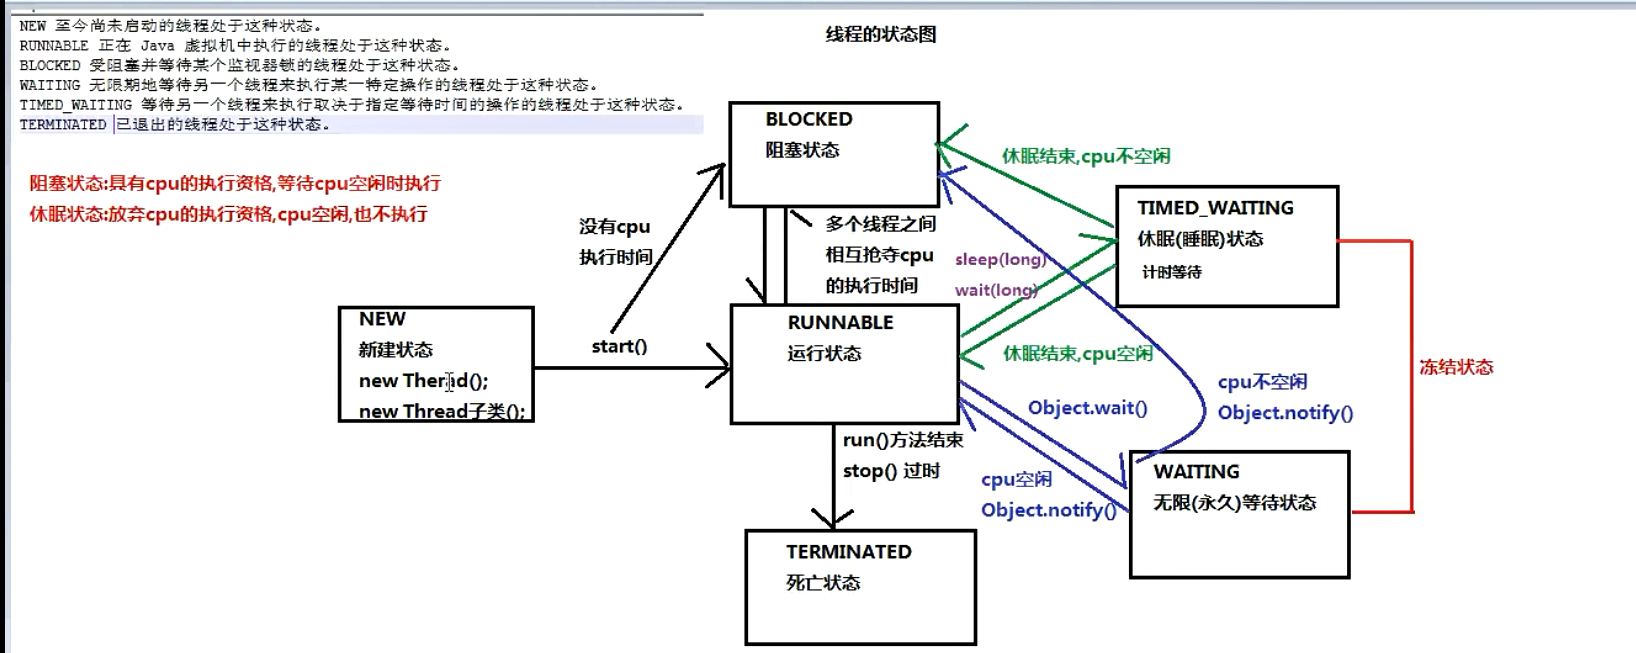 NEW 至今尚未启动的线程处于这种状态。
RUNNABLE 正在 Java 虚拟机中执行的线程处于这种状态。
BLOCKED 受阻塞并等待某个监视器锁的线程处于这种状态。
WAITING 无限期地等待另一个线程来执行某一特定操作的线程处于这种状态。
TIMED_WAITING 等待另一个线程来执行取决于指定等待时间的操作的线程处于这种状态。
TERMINATED 已退出的线程处于这种状态。
阻塞状态:具有cpu的执行资格,等待cpu空闲时执行
休眠状态:放弃cpu的执行资格,cpu空闲,也不执行
线程的状态图
BLOCKED
阻塞状态
休眠结束,cpu不空闲
TIMED_WAITING
休眠(睡眠)状态
计时等待
没有cpu
执行时间
多个线程之间
相互抢夺cpu
的执行时间
sleep(long)
wait(long)
NEW
新建状态
new Therad();
new Thread子类();
start()
RUNNABLE
运行状态
休眠结束,cpu空闲
冻结状态
Object.wait()
cpu不空闲
Object.notify()
run()方法结束
stop() 过时
cpu空闲
Object.notify()
WAITING
无限(永久)等待状态
TERMINATED
死亡状态